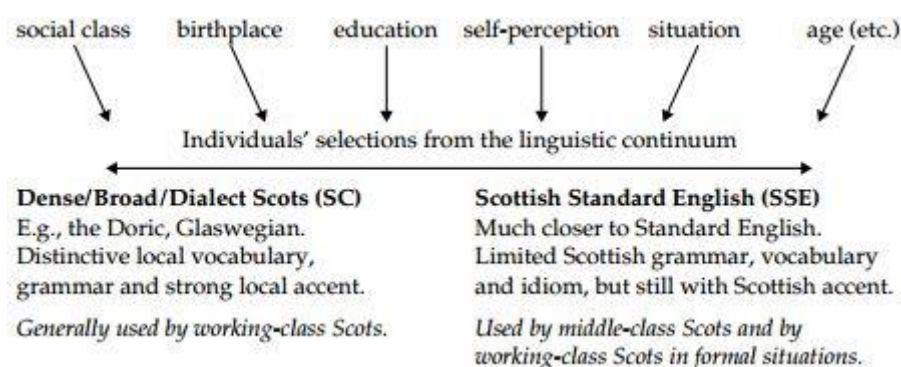 social class birthplace education self-perception situation age (etc.)
Individuals' selections from the linguistic continuum
Dense/Broad/Dialect Scots (SC)
E.g., the Doric, Glaswegian.
Distinctive local vocabulary,
grammar and strong local accent.
Generally used by working-class Scots.
Scottish Standard English (SSE)
Much closer to Standard English.
Limited Scottish grammar, vocabulary
and idiom, but still with Scottish accent.
Used by middle-class Scots and by
working-class Scots in formal situations.